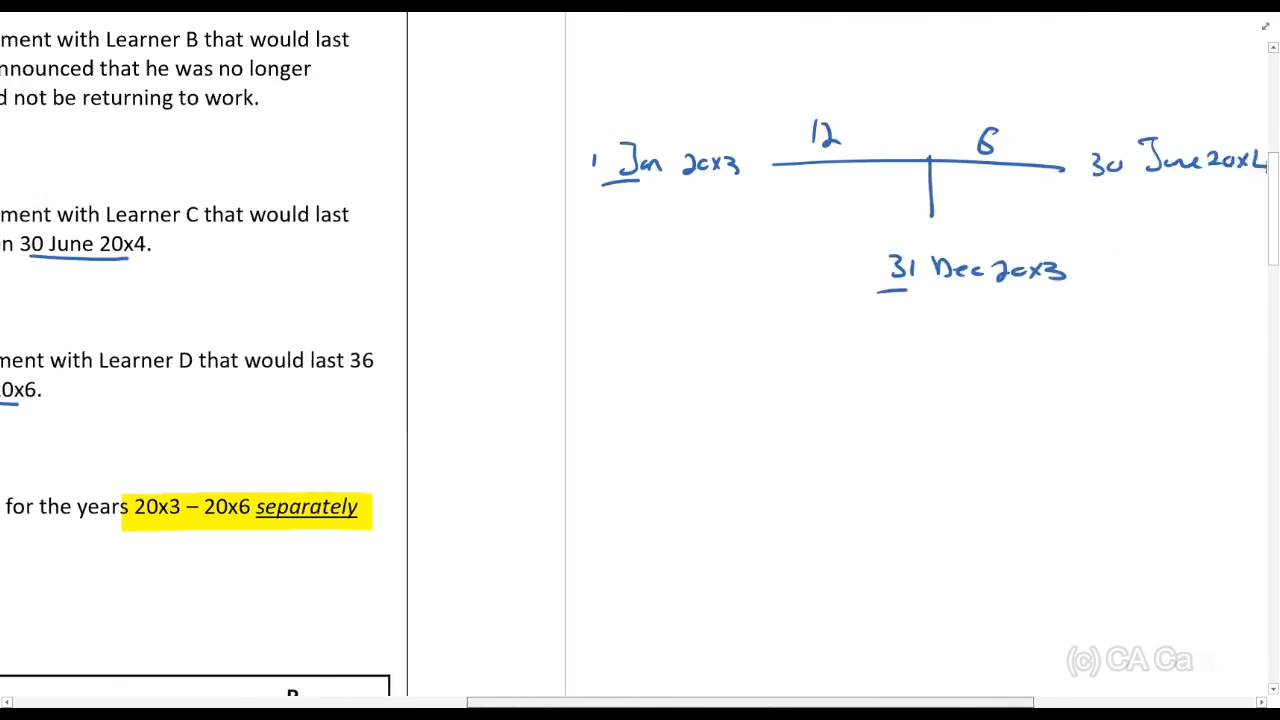 ment with Learner B that would last
nnounced that he was no longer
d not be returning to work.
ment with Learner C that would last
n 30 June 20x4.
ment with Learner D that would last 36
0x6.
for the years 20x3 – 20x6 separately
R
12 6
1 Jan 20x3 30 June 20x4
31 Dec 20x3
(c) CA Ca